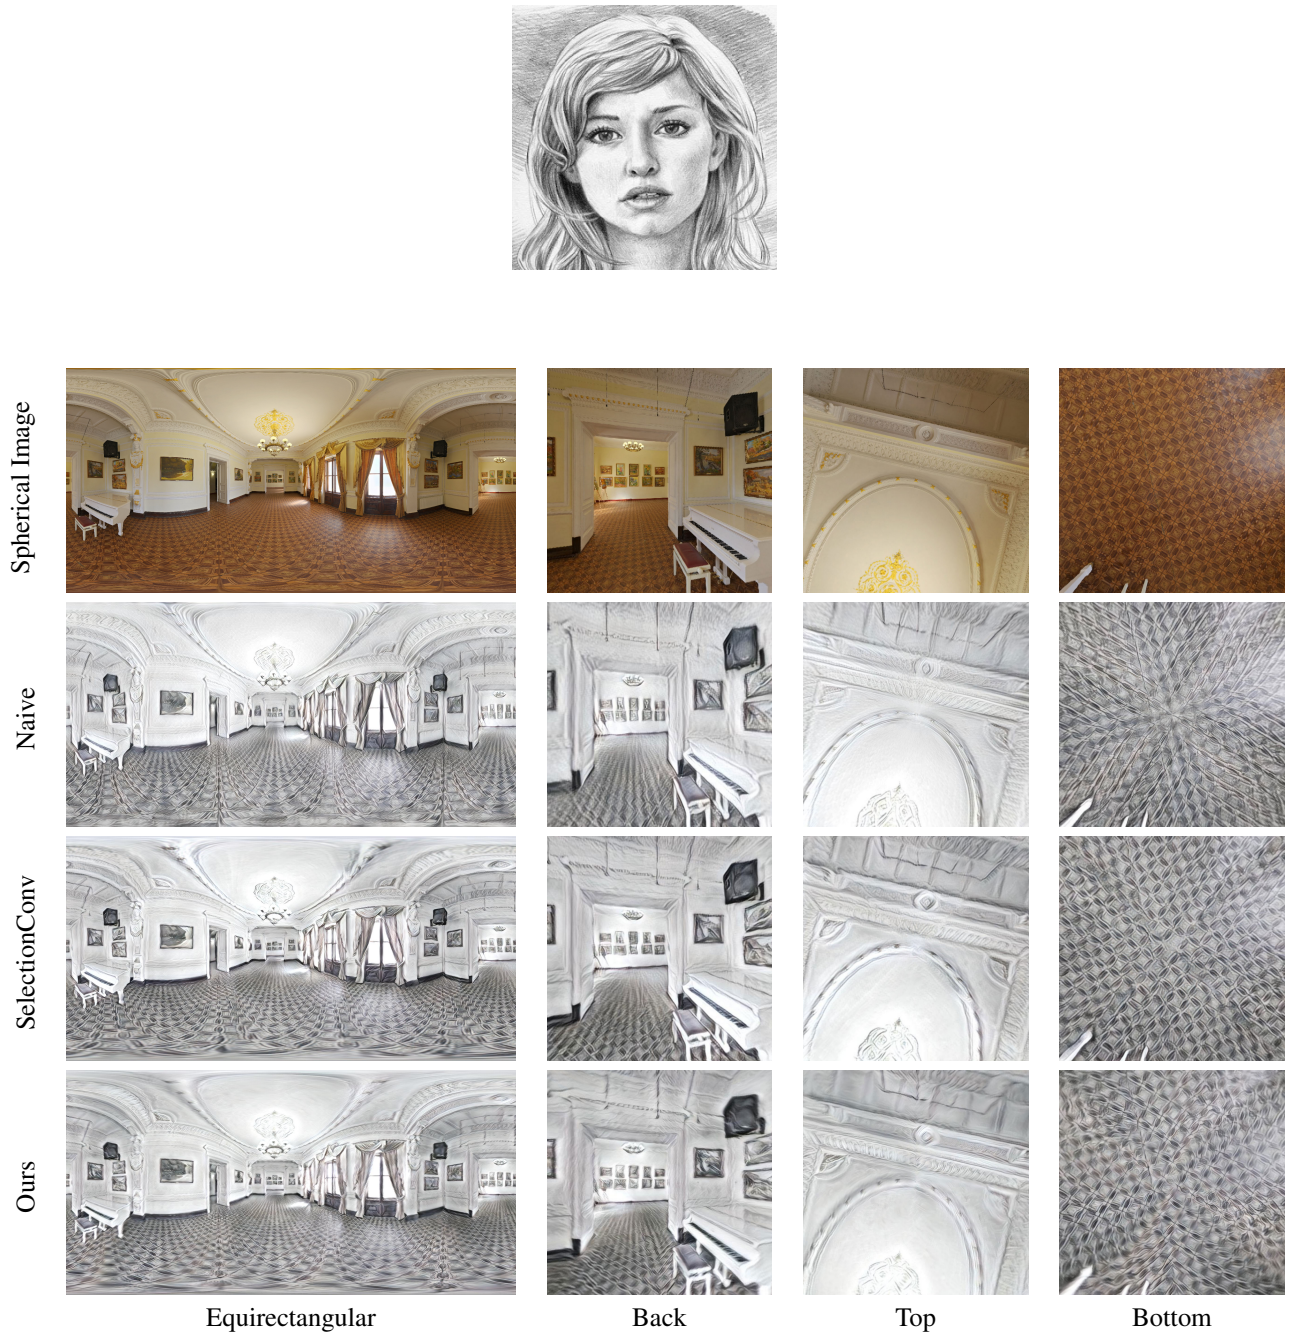 Spherical Image
Naive
SelectionConv
Ours
Equirectangular
Back
Top
Bottom